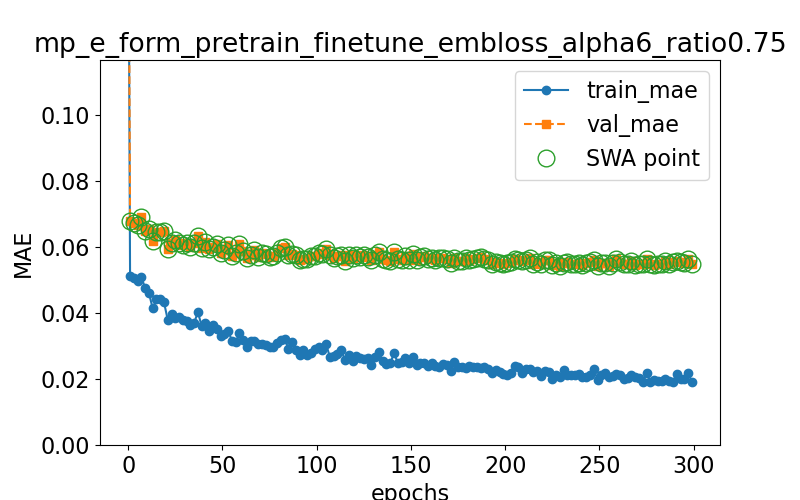 mp_e_form_pretrain_finetune_embloss_alpha6_ratio0.75
train_mae
val_mae
SWA point
MAE
0.10
0.08
0.06
0.04
0.02
0.00
0 50 100 150 200 250 300
epochs